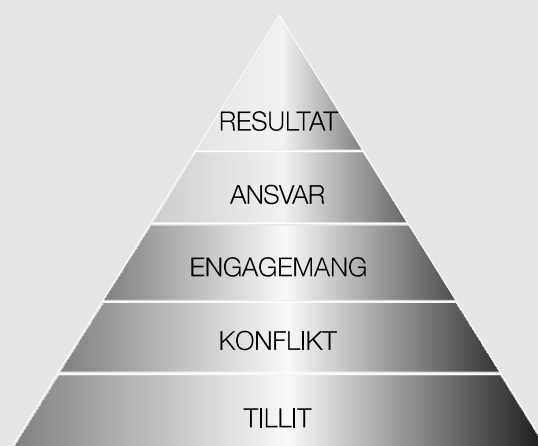 RESULTAT
ANSVAR
ENGAGEMANG
KONFLIKT
TILLIT